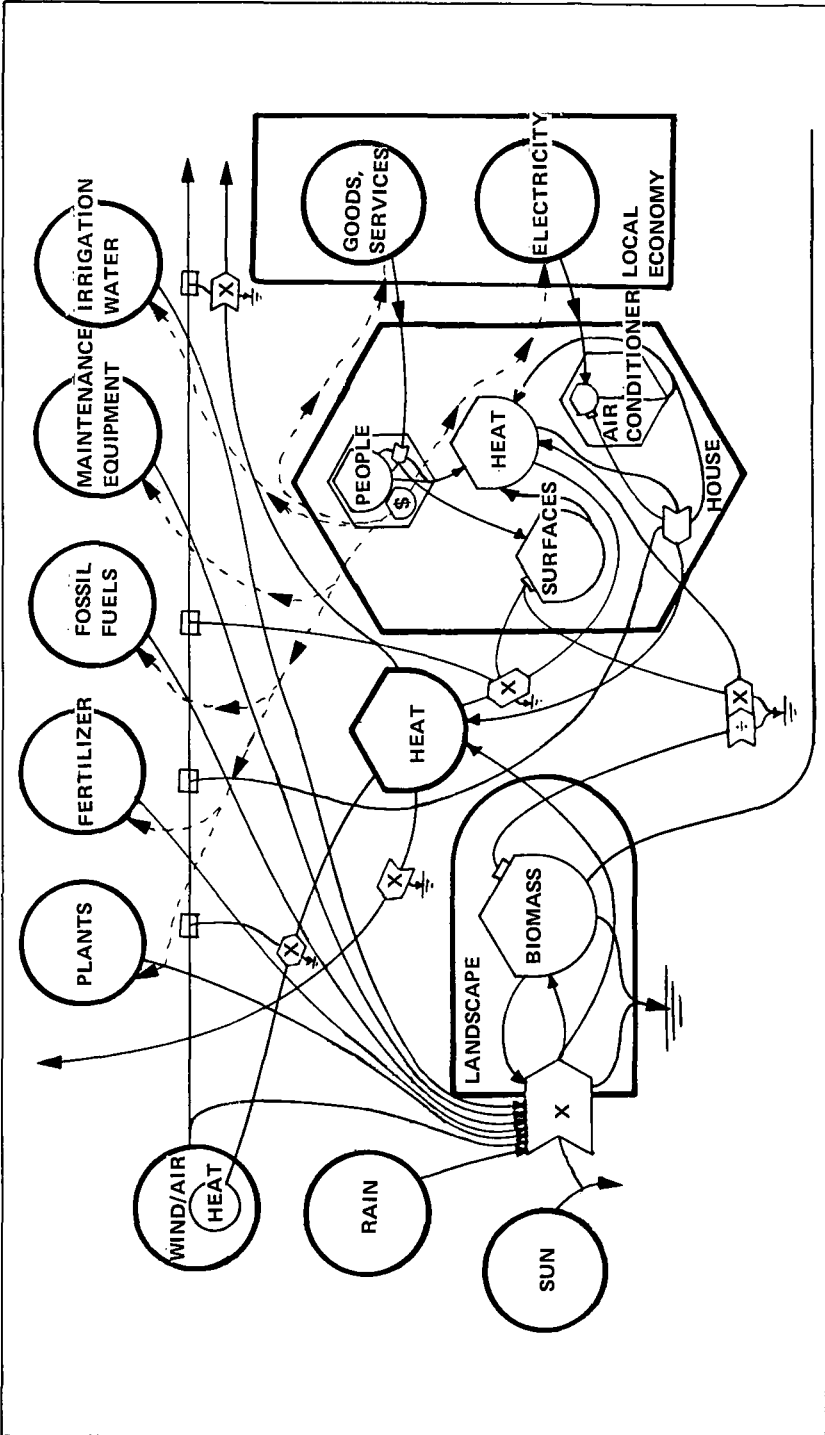 PLANTS
FERTILIZER
FOSSIL
FUELS
MAINTENANCE
EQUIPMENT
IRRIGATION
WATER
WIND/AIR
HEAT
RAIN
SUN
X
X
X
X
X
X
÷
X
LANDSCAPE
BIOMASS
HEAT
PEOPLE
$
HEAT
SURFACES
AIR
CONDITIONER
HOUSE
GOODS,
SERVICES
ELECTRICITY
LOCAL
ECONOMY